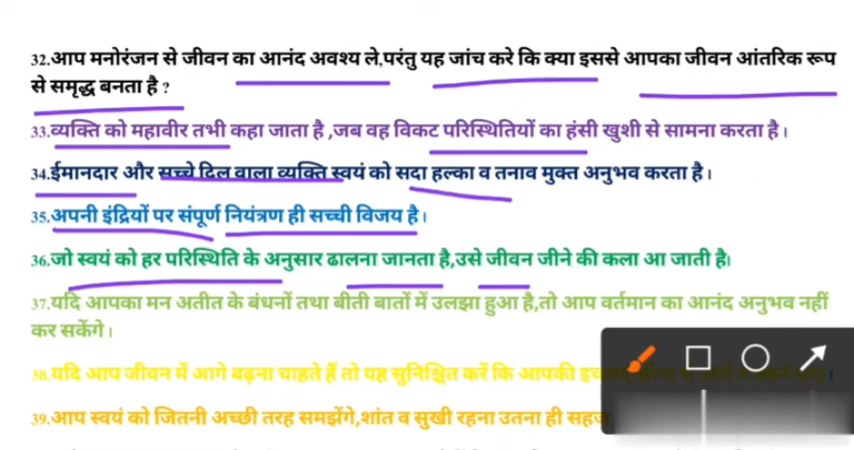 32.आप मनोरंजन से जीवन का आनंद अवश्य ले,परंतु यह जांच करे कि क्या इससे आपका जीवन आंतरिक रूप
से समृद्ध बनता है ?
33.व्यक्ति को महावीर तभी कहा जाता है ,जब वह विकट परिस्थितियों का हंसी खुशी से सामना करता है।
34.ईमानदार और सच्चे दिल वाला व्यक्ति स्वयं को सदा हल्का व तनाव मुक्त अनुभव करता है।
35.अपनी इंद्रियों पर संपूर्ण नियंत्रण ही सच्ची विजय है।
36.जो स्वयं को हर परिस्थिति के अनुसार ढालना जानता है,उसे जीवन जीने की कला आ जाती है।
37.यदि आपका मन अतीत के बंधनों तथा बीती बातों में उलझा हुआ है,तो आप वर्तमान का आनंद अनुभव नहीं
कर सकेंगे।
38.यदि आप जीवन में आगे बढ़ना चाहते हैं तो यह सुनिश्चित करें कि आपकी
39.आप स्वयं को जितनी अच्छी तरह समझेंगे,शांत व सुखी रहना उतना ही